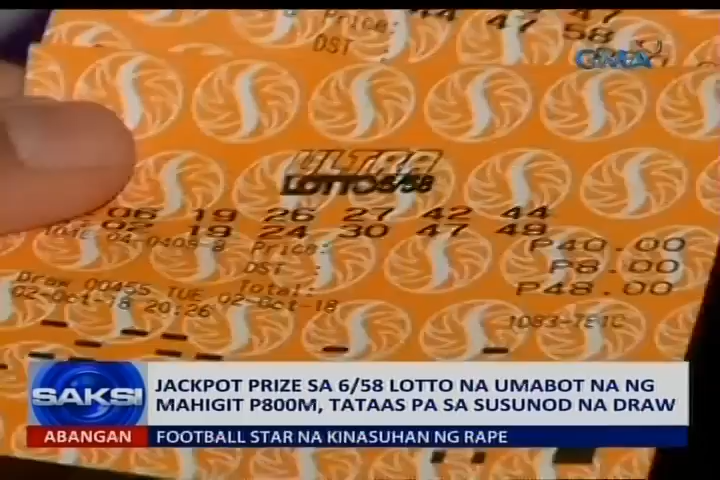 Price:
47 58
DST :
GMA
ULTRA
LOTTO 6/58
06 19 26 27 42 44
02 19 24 30 47 49
Price: P40.00
DST : P8.00
Draw 00455 TUE Total: P48.00
02-Oct-18 20:26 02-Oct-18
1083-7E1C
SAKSI
JACKPOT PRIZE SA 6/58 LOTTO NA UMABOT NA NG
MAHIGIT P800M, TATAAS PA SA SUSUNOD NA DRAW
ABANGAN FOOTBALL STAR NA KINASUHAN NG RAPE